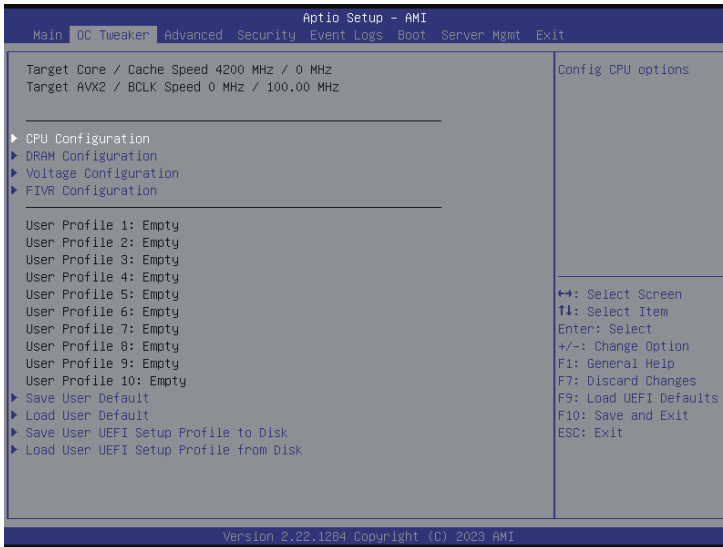 Aptio Setup – AMI
Main OC Tweaker Advanced Security Event Logs Boot Server Mgmt Exit
Target Core / Cache Speed 4200 MHz / 0 MHz
Target AVX2 / BCLK Speed 0 MHz / 100.00 MHz
CPU Configuration
DRAM Configuration
Voltage Configuration
FIVR Configuration
User Profile 1: Empty
User Profile 2: Empty
User Profile 3: Empty
User Profile 4: Empty
User Profile 5: Empty
User Profile 6: Empty
User Profile 7: Empty
User Profile 8: Empty
User Profile 9: Empty
User Profile 10: Empty
Save User Default
Load User Default
Save User UEFI Setup Profile to Disk
Load User UEFI Setup Profile from Disk
Config CPU options
↔: Select Screen
↑↓: Select Item
Enter: Select
+/-: Change Option
F1: General Help
F7: Discard Changes
F9: Load UEFI Defaults
F10: Save and Exit
ESC: Exit
Version 2.22.1284 Copyright (C) 2023 AMI